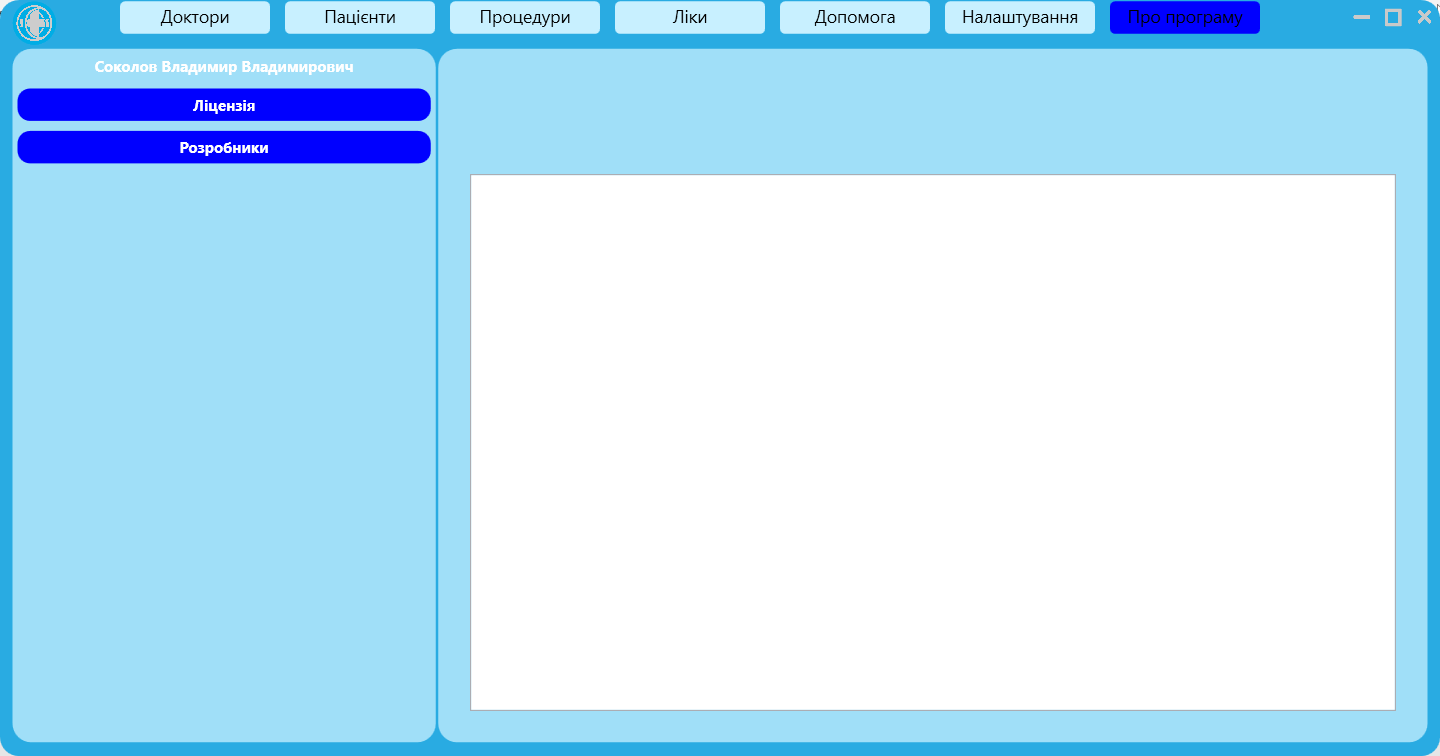 Доктори
Пацієнти
Процедури
Ліки
Допомога
Налаштування
Про програму
Соколов Владимир Владимирович
Ліцензія
Розробники